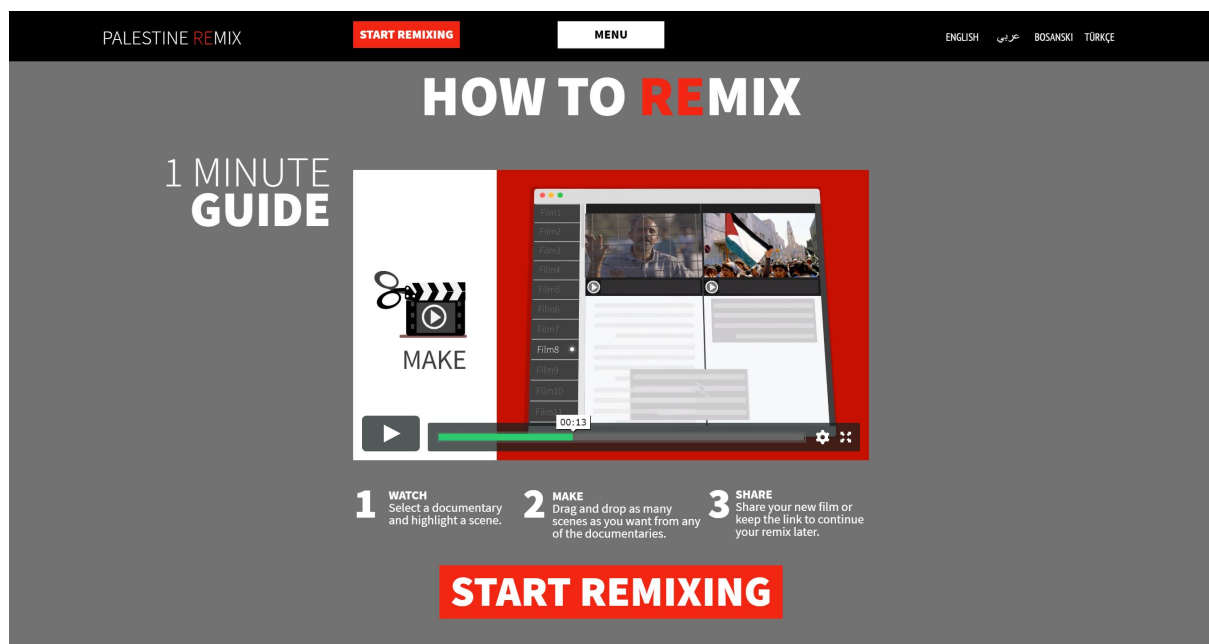 PALESTINE REMIX
START REMIXING
MENU
ENGLISH عربي BOSANSKI TÜRKÇE
HOW TO REMIX
1 MINUTE
GUIDE
Film1
Film2
Film3
Film4
Film5
Film6
Film7
Film8
Film9
Film10
Film11
MAKE
00:13
1 WATCH
Select a documentary
and highlight a scene.
2 MAKE
Drag and drop as many
scenes as you want from any
of the documentaries.
3 SHARE
Share your new film or
keep the link to continue
your remix later.
START REMIXING